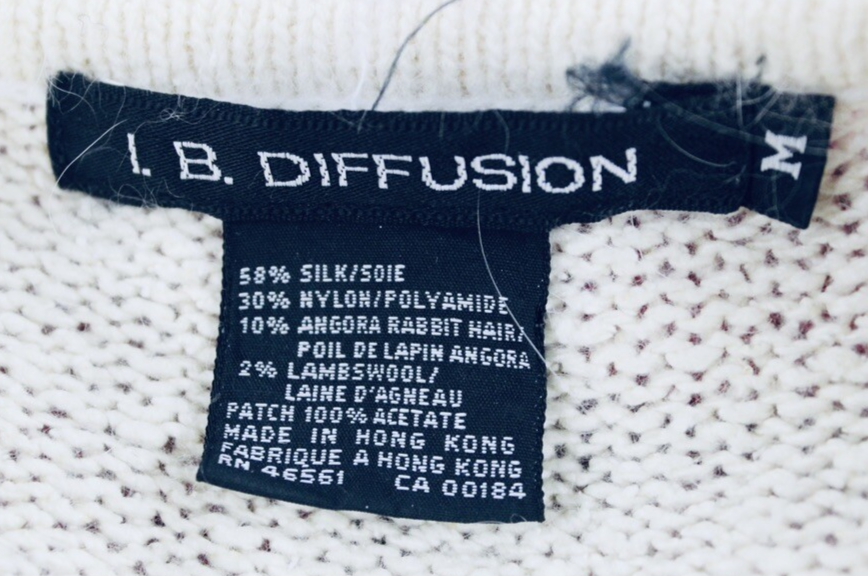 I. B. DIFFUSION
M
58% SILK/SOIE
30% NYLON/POLYAMIDE
10% ANGORA RABBIT HAIR/
POIL DE LAPIN ANGORA
2% LAMBSWOOL/
LAINE D'AGNEAU
PATCH 100% ACETATE
MADE IN HONG KONG
FABRIQUE A HONG KONG
RN 46561 CA 00184